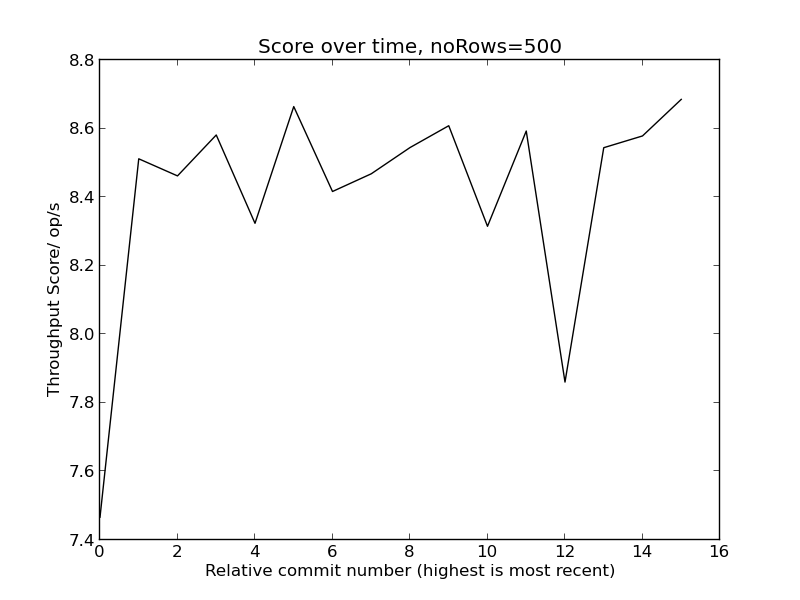 Score over time, noRows=500
8.8
8.6
8.4
8.2
8.0
7.8
7.6
7.4
Throughput Score/ op/s
0 2 4 6 8 10 12 14 16
Relative commit number (highest is most recent)